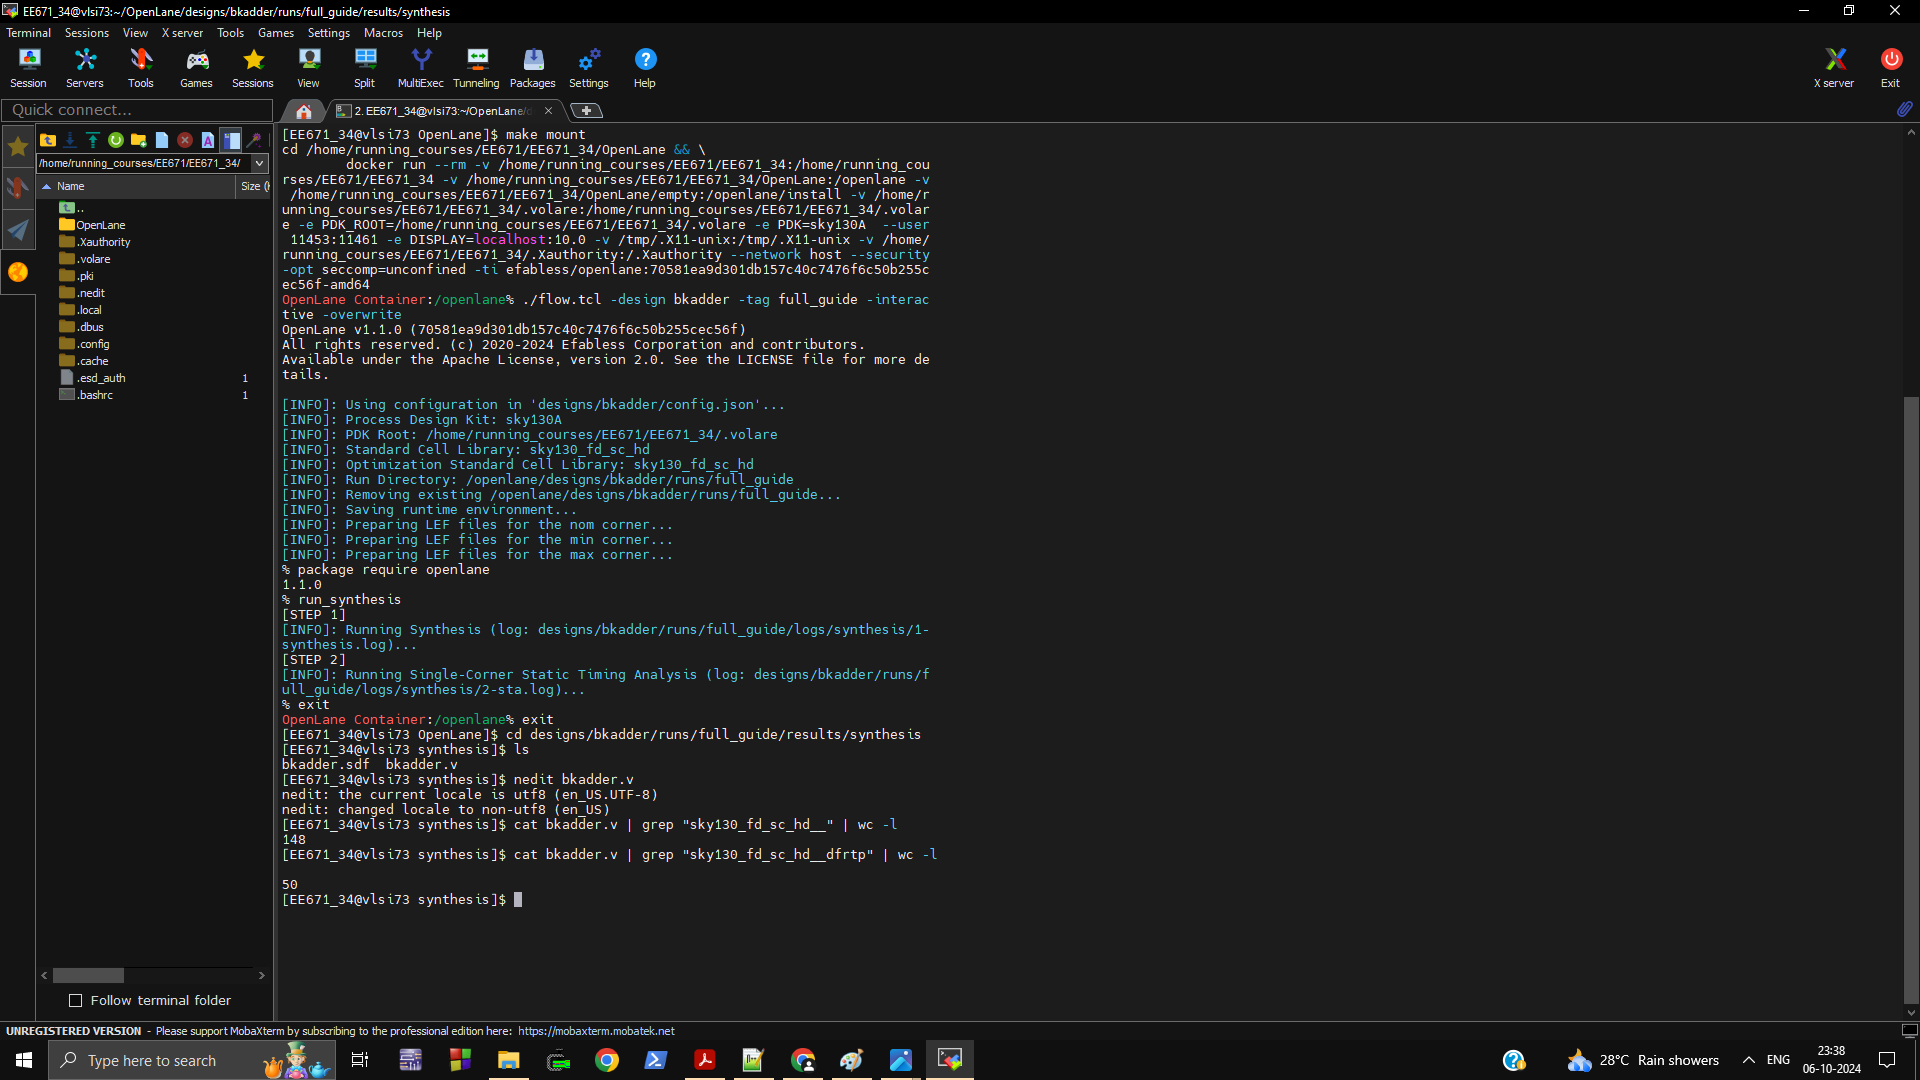 EE671_34@vlsi73:~/OpenLane/designs/bkadder/runs/full_guide/results/synthesis
Terminal Sessions View X server Tools Games Settings Macros Help
Session Servers Tools Games Sessions View Split MultiExec Tunneling Packages Settings Help X server Exit
Quick connect...
2. EE671_34@vlsi73:~/OpenLane/d
/home/running_courses/EE671/EE671_34/
Name Size (
..
OpenLane
.Xauthority
.volare
.pki
.nedit
.local
.dbus
.config
.cache
.esd_auth 1
.bashrc 1
Follow terminal folder
[EE671_34@vlsi73 OpenLane]$ make mount
cd /home/running_courses/EE671/EE671_34/OpenLane && \
        docker run --rm -v /home/running_courses/EE671/EE671_34:/home/running_cou
rses/EE671/EE671_34 -v /home/running_courses/EE671/EE671_34/OpenLane:/openlane -v
 /home/running_courses/EE671/EE671_34/OpenLane/empty:/openlane/install -v /home/r
unning_courses/EE671/EE671_34/.volare:/home/running_courses/EE671/EE671_34/.volar
e -e PDK_ROOT=/home/running_courses/EE671/EE671_34/.volare -e PDK=sky130A  --user
 11453:11461 -e DISPLAY=localhost:10.0 -v /tmp/.X11-unix:/tmp/.X11-unix -v /home/
running_courses/EE671/EE671_34/.Xauthority:/.Xauthority --network host --security
-opt seccomp=unconfined -ti efabless/openlane:70581ea9d301db157c40c7476f6c50b255c
ec56f-amd64
OpenLane Container:/openlane% ./flow.tcl -design bkadder -tag full_guide -interac
tive -overwrite
OpenLane v1.1.0 (70581ea9d301db157c40c7476f6c50b255cec56f)
All rights reserved. (c) 2020-2024 Efabless Corporation and contributors.
Available under the Apache License, version 2.0. See the LICENSE file for more de
tails.
[INFO]: Using configuration in 'designs/bkadder/config.json'...
[INFO]: Process Design Kit: sky130A
[INFO]: PDK Root: /home/running_courses/EE671/EE671_34/.volare
[INFO]: Standard Cell Library: sky130_fd_sc_hd
[INFO]: Optimization Standard Cell Library: sky130_fd_sc_hd
[INFO]: Run Directory: /openlane/designs/bkadder/runs/full_guide
[INFO]: Removing existing /openlane/designs/bkadder/runs/full_guide...
[INFO]: Saving runtime environment...
[INFO]: Preparing LEF files for the nom corner...
[INFO]: Preparing LEF files for the min corner...
[INFO]: Preparing LEF files for the max corner...
% package require openlane
1.1.0
% run_synthesis
[STEP 1]
[INFO]: Running Synthesis (log: designs/bkadder/runs/full_guide/logs/synthesis/1-
synthesis.log)...
[STEP 2]
[INFO]: Running Single-Corner Static Timing Analysis (log: designs/bkadder/runs/f
ull_guide/logs/synthesis/2-sta.log)...
% exit
OpenLane Container:/openlane% exit
[EE671_34@vlsi73 OpenLane]$ cd designs/bkadder/runs/full_guide/results/synthesis
[EE671_34@vlsi73 synthesis]$ ls
bkadder.sdf  bkadder.v
[EE671_34@vlsi73 synthesis]$ nedit bkadder.v
nedit: the current locale is utf8 (en_US.UTF-8)
nedit: changed locale to non-utf8 (en_US)
[EE671_34@vlsi73 synthesis]$ cat bkadder.v | grep "sky130_fd_sc_hd__" | wc -l
148
[EE671_34@vlsi73 synthesis]$ cat bkadder.v | grep "sky130_fd_sc_hd__dfrtp" | wc -l
50
[EE671_34@vlsi73 synthesis]$
UNREGISTERED VERSION - Please support MobaXterm by subscribing to the professional edition here: https://mobaxterm.mobatek.net
Type here to search
28°C Rain showers
ENG
23:38
06-10-2024